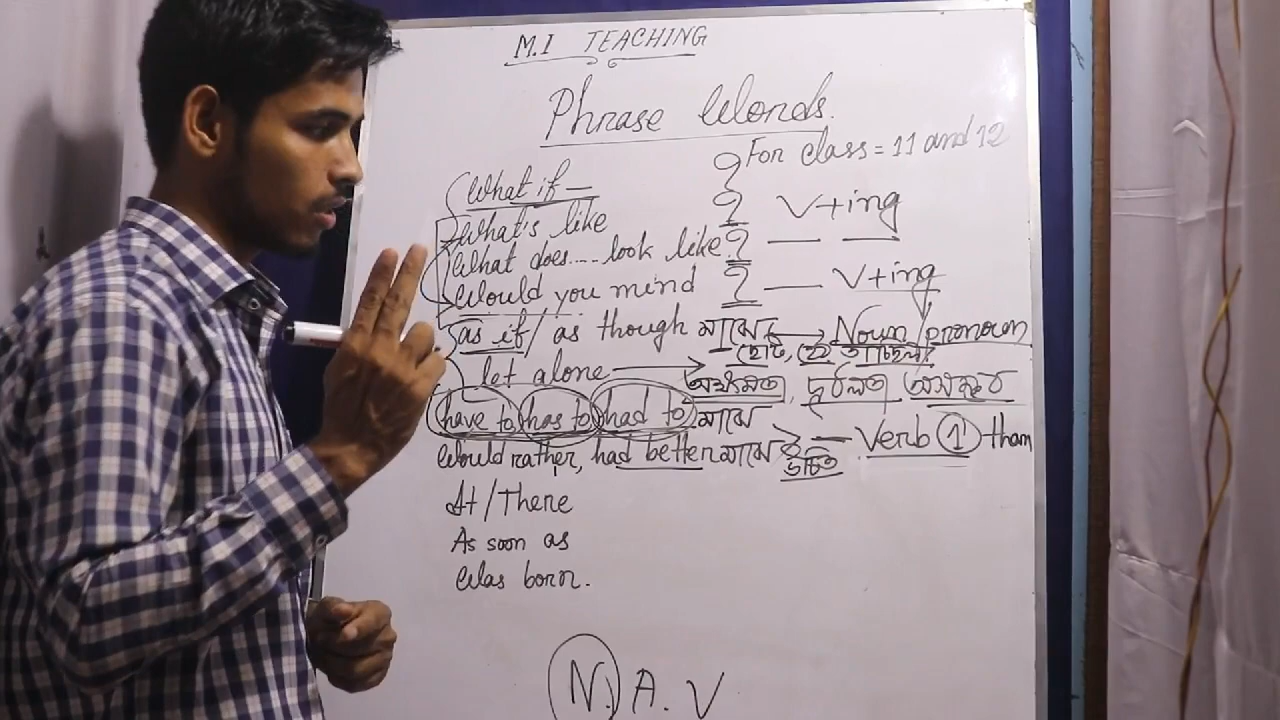 M.I TEACHING
Phrase Words.
For class = 11 and 12
What if —
What's like ? V+ing
What does.....look like ? — —
Would you mind ? — V+ing
as if / as though মাঝে → Noun / pronoun
let alone →
have to has to had to মাঝে
Would rather, had better মাঝে উচিত — Verb 1 than
It/There
As soon as
Was born.
N. A. V